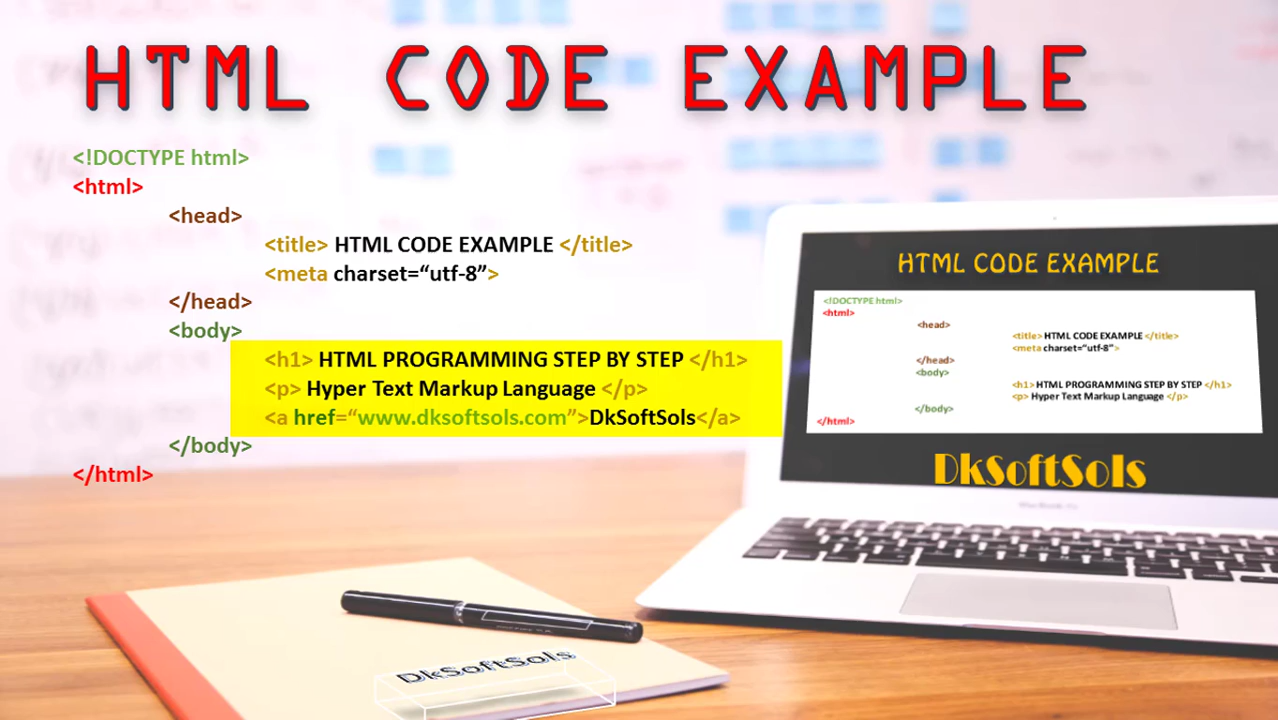 HTML CODE EXAMPLE
<!DOCTYPE html>
<html>
<head>
<title> HTML CODE EXAMPLE </title>
<meta charset=“utf-8”>
</head>
<body>
<h1> HTML PROGRAMMING STEP BY STEP </h1>
<p> Hyper Text Markup Language </p>
<a href=“www.dksoftsols.com”>DkSoftSols</a>
</body>
</html>
HTML CODE EXAMPLE
<!DOCTYPE html>
<html>
<head>
<title> HTML CODE EXAMPLE </title>
<meta charset=“utf-8”>
</head>
<body>
<h1> HTML PROGRAMMING STEP BY STEP </h1>
<p> Hyper Text Markup Language </p>
</body>
</html>
DkSoftSols
DkSoftSols